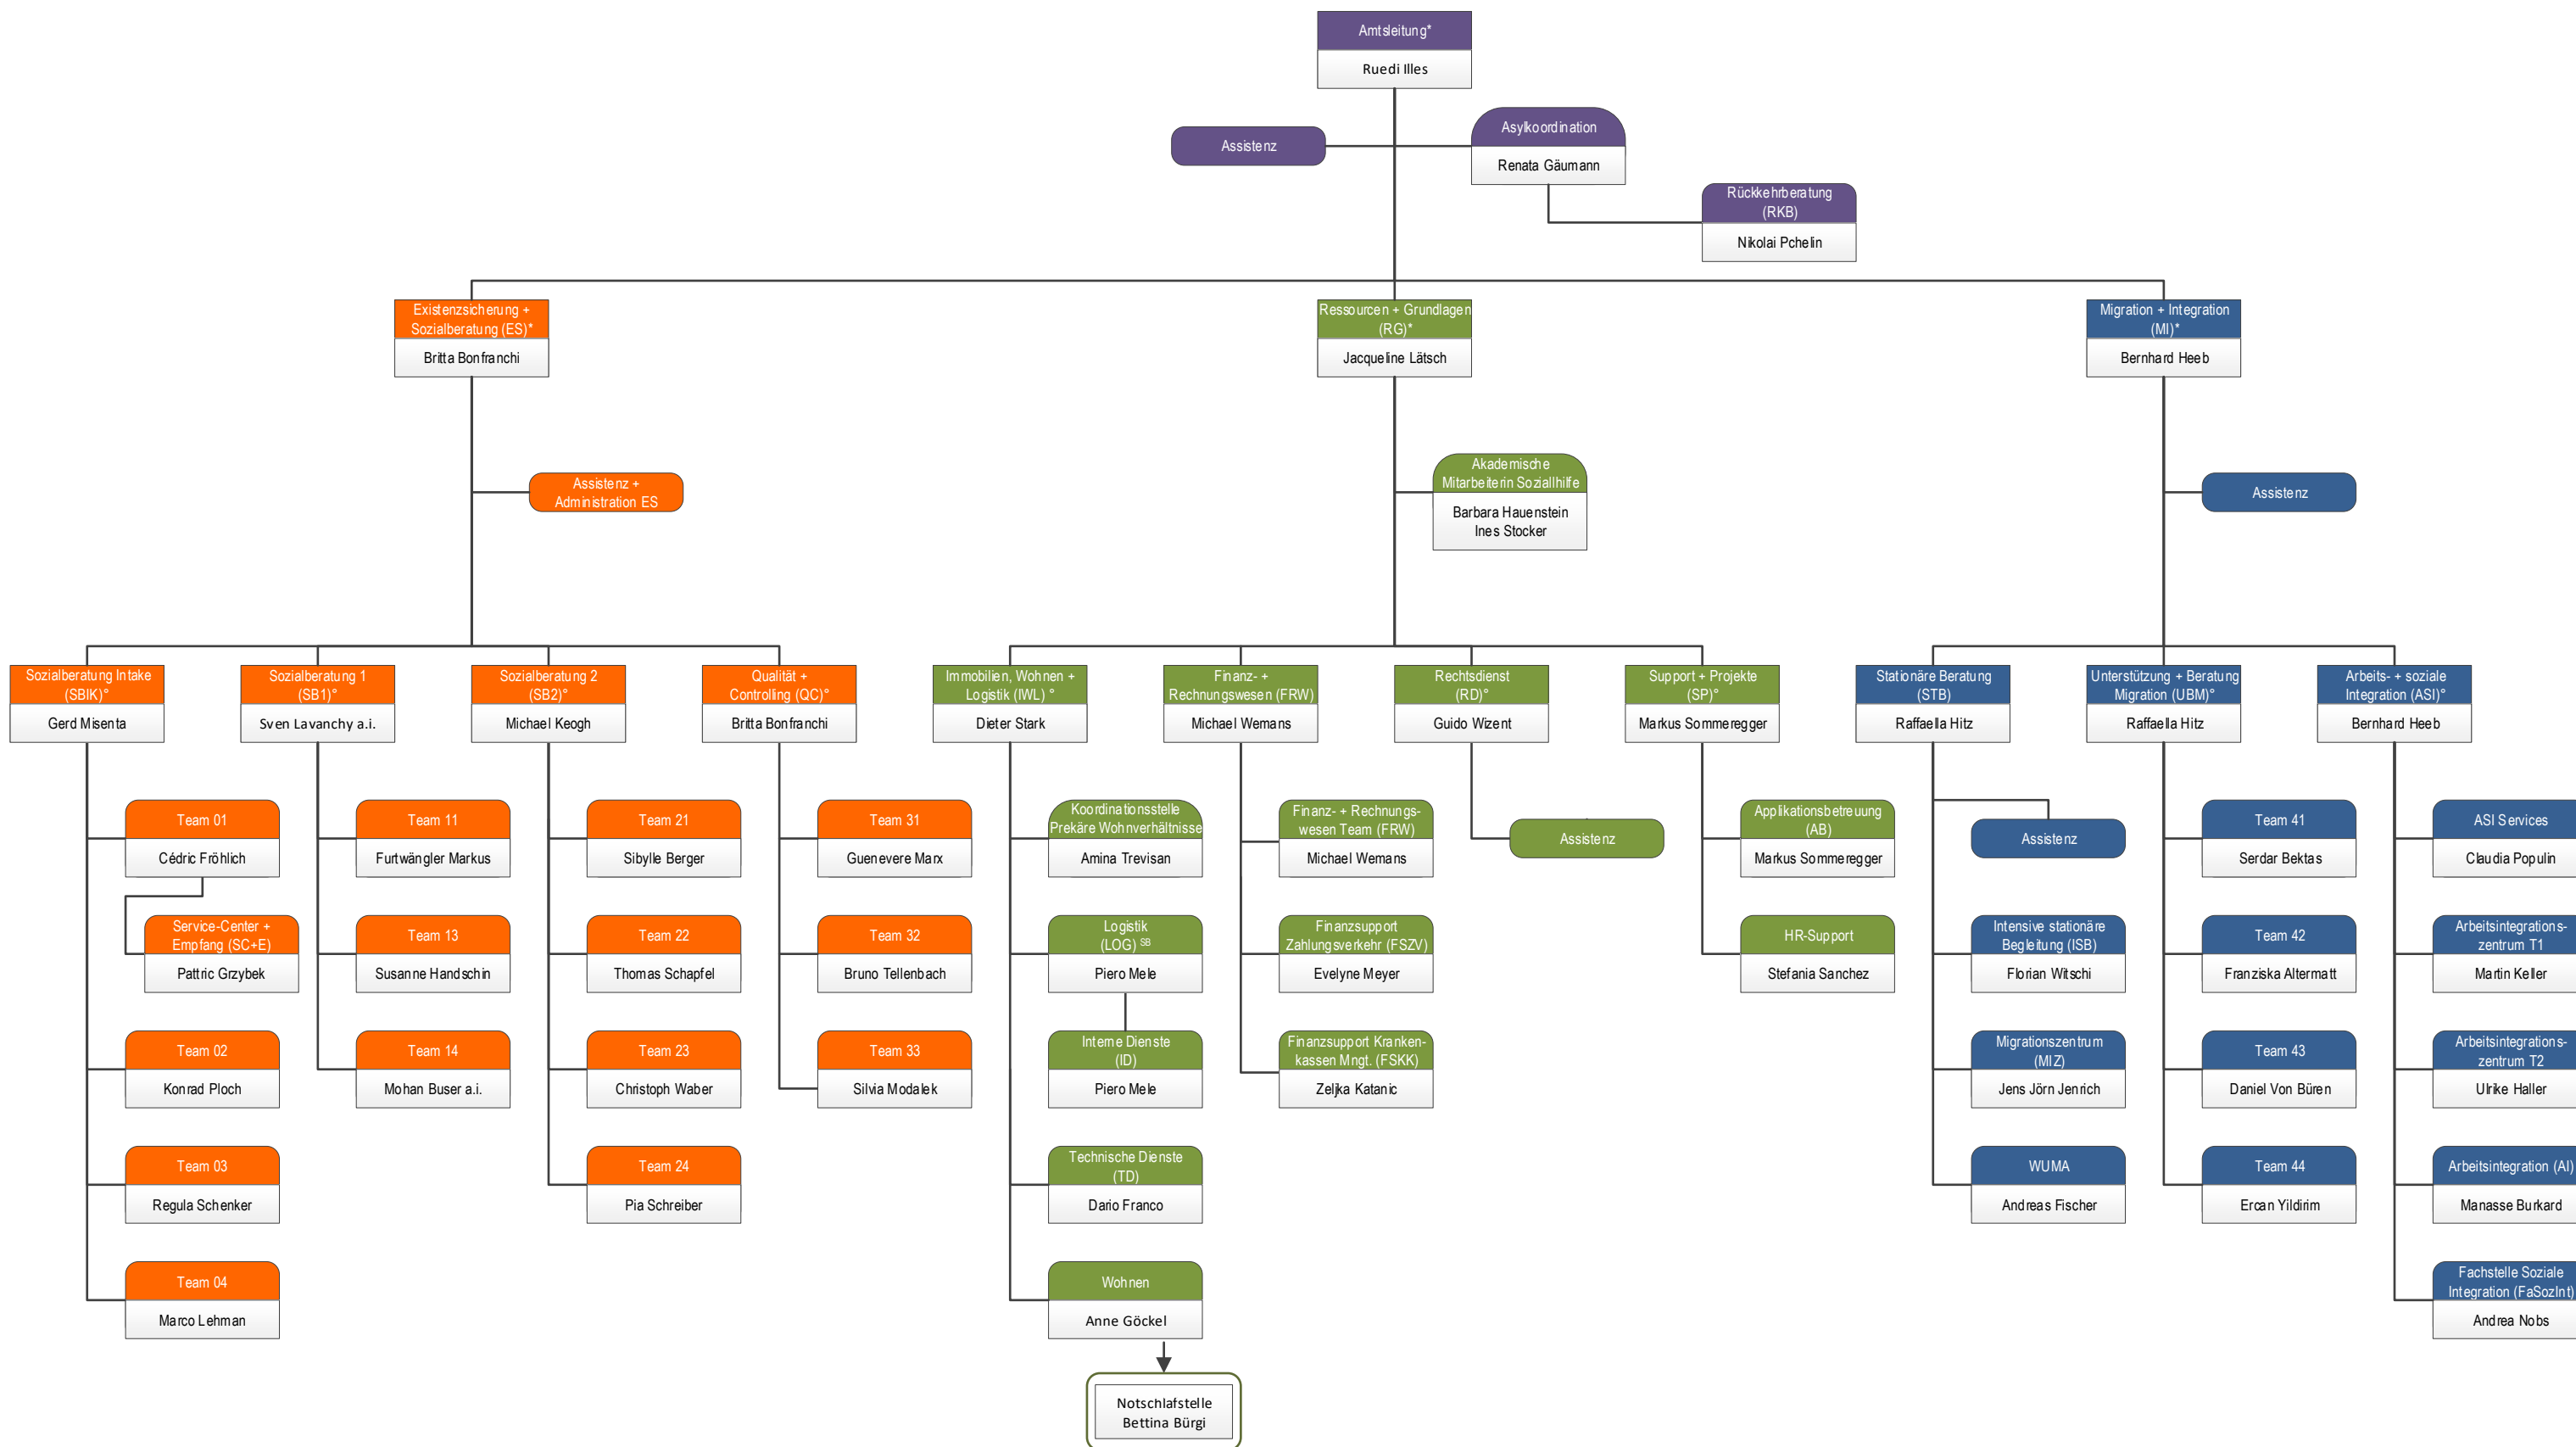 Amtsleitung*
Ruedi Illes
Assistenz
Asylkoordination
Renata Gäumann
Rückkehrberatung
(RKB)
Nikolai Pchelin
Existenzsicherung +
Sozialberatung (ES)*
Britta Bonfranchi
Ressourcen + Grundlagen
(RG)*
Jacqueline Lätsch
Migration + Integration
(MI)*
Bernhard Heeb
Assistenz +
Administration ES
Akademische
Mitarbeiterin Soziallhilfe
Barbara Hauenstein
Ines Stocker
Assistenz
Sozialberatung Intake
(SBIK)°
Gerd Misenta
Sozialberatung 1
(SB1)°
Sven Lavanchy a.i.
Sozialberatung 2
(SB2)°
Michael Keogh
Qualität +
Controlling (QC)°
Britta Bonfranchi
Immobilien, Wohnen +
Logistik (IWL) °
Dieter Stark
Finanz- +
Rechnungswesen (FRW)
Michael Wemans
Rechtsdienst
(RD)°
Guido Wizent
Support + Projekte
(SP)°
Markus Sommeregger
Stationäre Beratung
(STB)
Raffaella Hitz
Unterstützung + Beratung
Migration (UBM)°
Raffaella Hitz
Arbeits- + soziale
Integration (ASI)°
Bernhard Heeb
Team 01
Cédric Fröhlich
Service-Center +
Empfang (SC+E)
Pattric Grzybek
Team 02
Konrad Ploch
Team 03
Regula Schenker
Team 04
Marco Lehman
Team 11
Furtwängler Markus
Team 13
Susanne Handschin
Team 14
Mohan Buser a.i.
Team 21
Sibylle Berger
Team 22
Thomas Schapfel
Team 23
Christoph Waber
Team 24
Pia Schreiber
Team 31
Guenevere Marx
Team 32
Bruno Tellenbach
Team 33
Silvia Modalek
Koordinationsstelle
Prekäre Wohnverhältnisse
Amina Trevisan
Logistik
(LOG) SB
Piero Mele
Interne Dienste
(ID)
Piero Mele
Technische Dienste
(TD)
Dario Franco
Wohnen
Anne Göckel
Notschlafstelle
Bettina Bürgi
Finanz- + Rechnungs-
wesen Team (FRW)
Michael Wemans
Finanzsupport
Zahlungsverkehr (FSZV)
Evelyne Meyer
Finanzsupport Kranken-
kassen Mngt. (FSKK)
Zeljka Katanic
Assistenz
Applikationsbetreuung
(AB)
Markus Sommeregger
HR-Support
Stefania Sanchez
Assistenz
Intensive stationäre
Begleitung (ISB)
Florian Witschi
Migrationszentrum
(MIZ)
Jens Jörn Jenrich
WUMA
Andreas Fischer
Team 41
Serdar Bektas
Team 42
Franziska Altermatt
Team 43
Daniel Von Büren
Team 44
Ercan Yildirim
ASI Services
Claudia Populin
Arbeitsintegrations-
zentrum T1
Martin Keller
Arbeitsintegrations-
zentrum T2
Ulrike Haller
Arbeitsintegration (AI)
Manasse Burkard
Fachstelle Soziale
Integration (FaSozInt)
Andrea Nobs